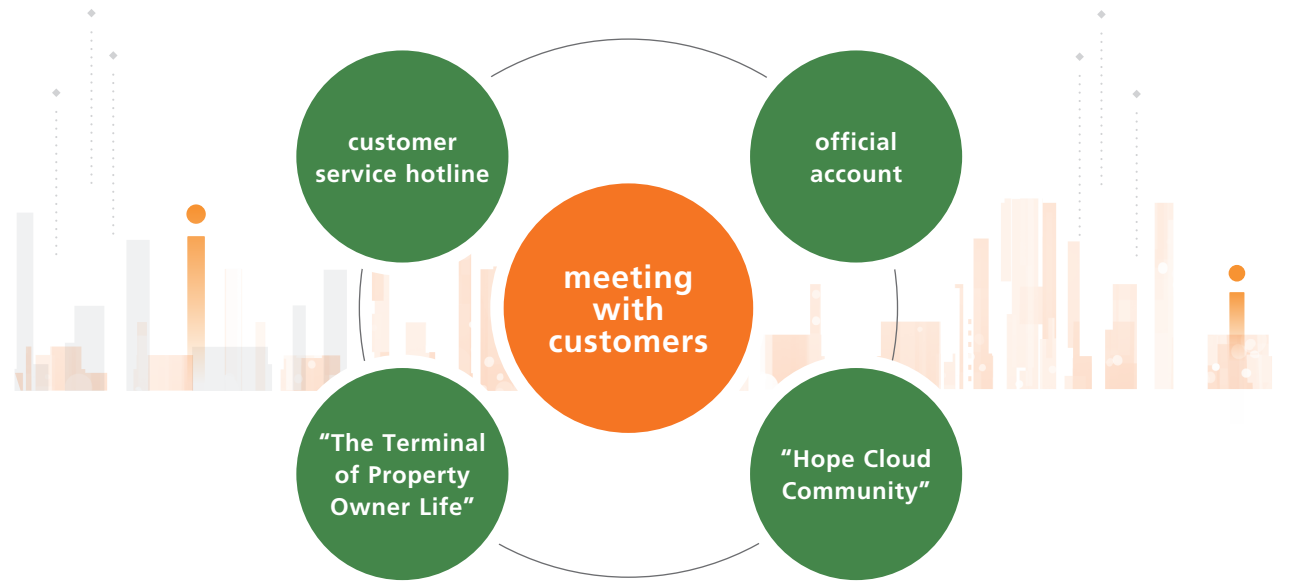 customer
service hotline
official
account
meeting
with
customers
“The Terminal
of Property
Owner Life”
“Hope Cloud
Community”